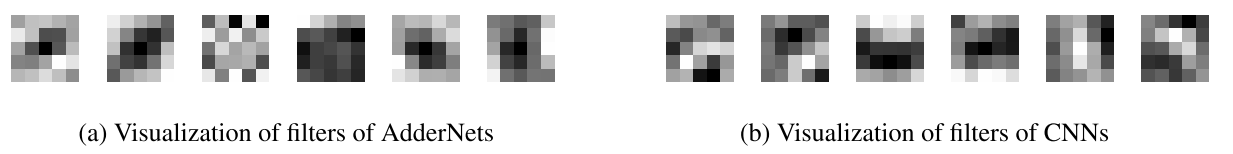 (a) Visualization of filters of AdderNets
(b) Visualization of filters of CNNs